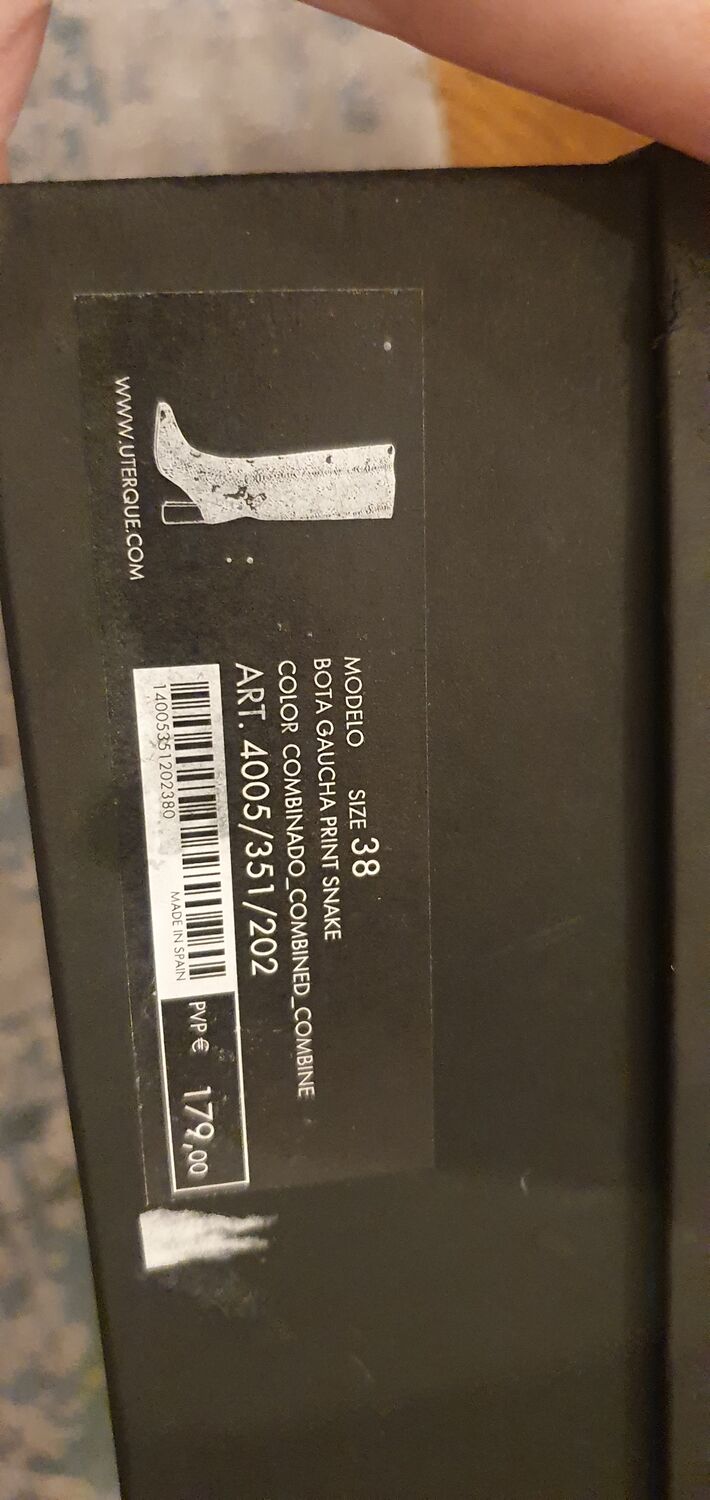 MODELO SIZE 38
BOTA GAUCHA PRINT SNAKE
COLOR COMBINADO_COMBINED_COMBINE
ART. 4005/351/202
14005351202380
MADE IN SPAIN
PVP € 179,00
WWW.UTERQUE.COM